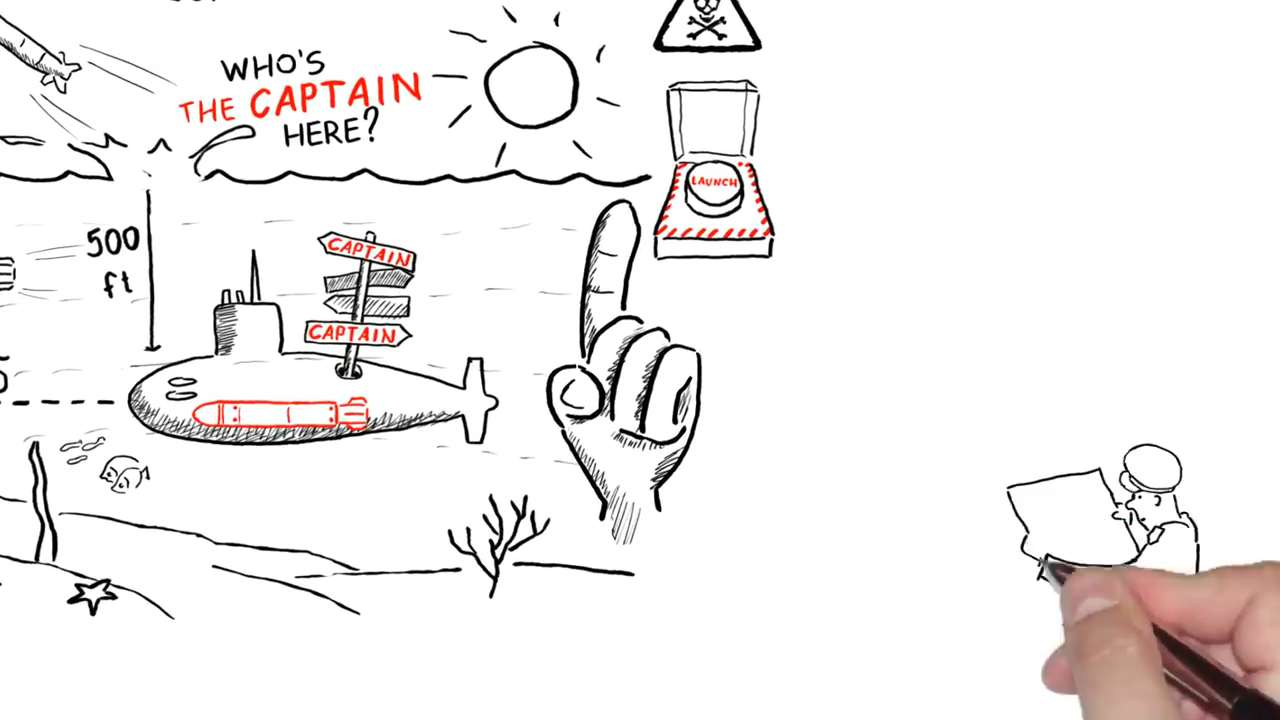 WHO'S
THE CAPTAIN
HERE?
LAUNCH
500
ft
CAPTAIN
CAPTAIN